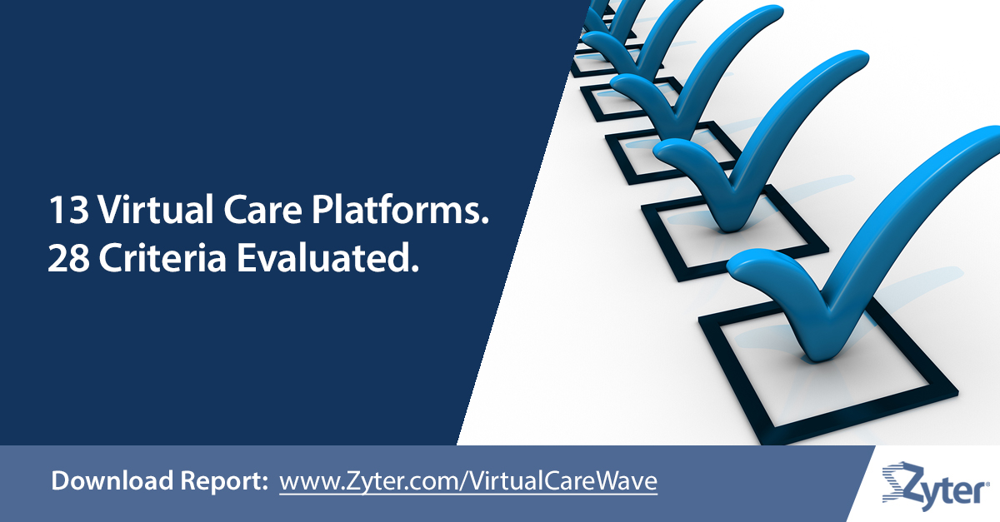 13 Virtual Care Platforms.
28 Criteria Evaluated.
Download Report: www.Zyter.com/VirtualCareWave
Zyter®